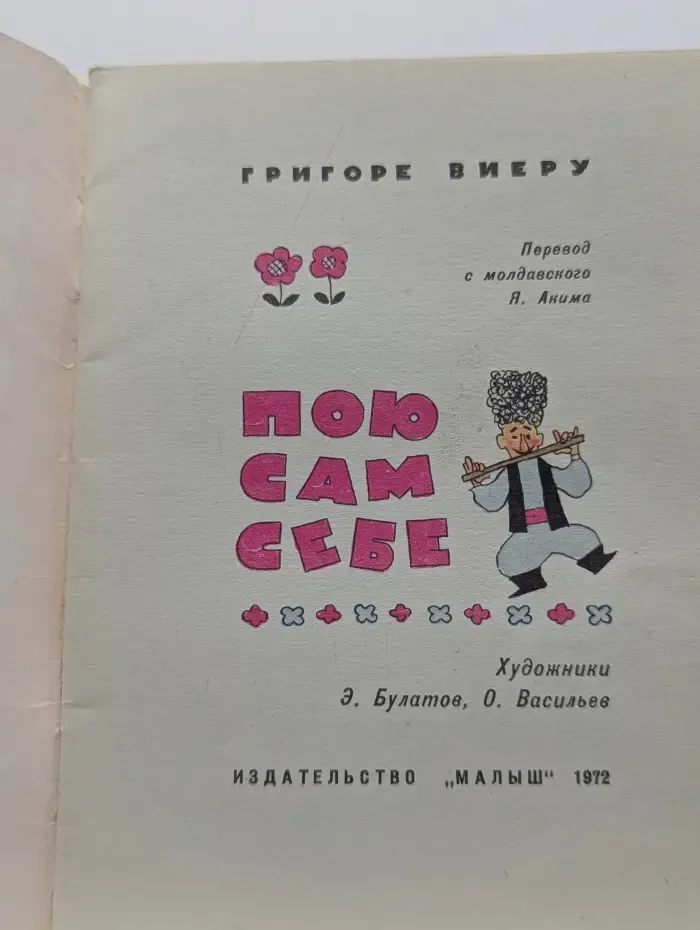 ГРИГОРЕ ВИЕРУ
Перевод
с молдавского
Я. Акима
ПОЮ
САМ
СЕБЕ
Художники
Э. Булатов, О. Васильев
ИЗДАТЕЛЬСТВО „МАЛЫШ“ 1972